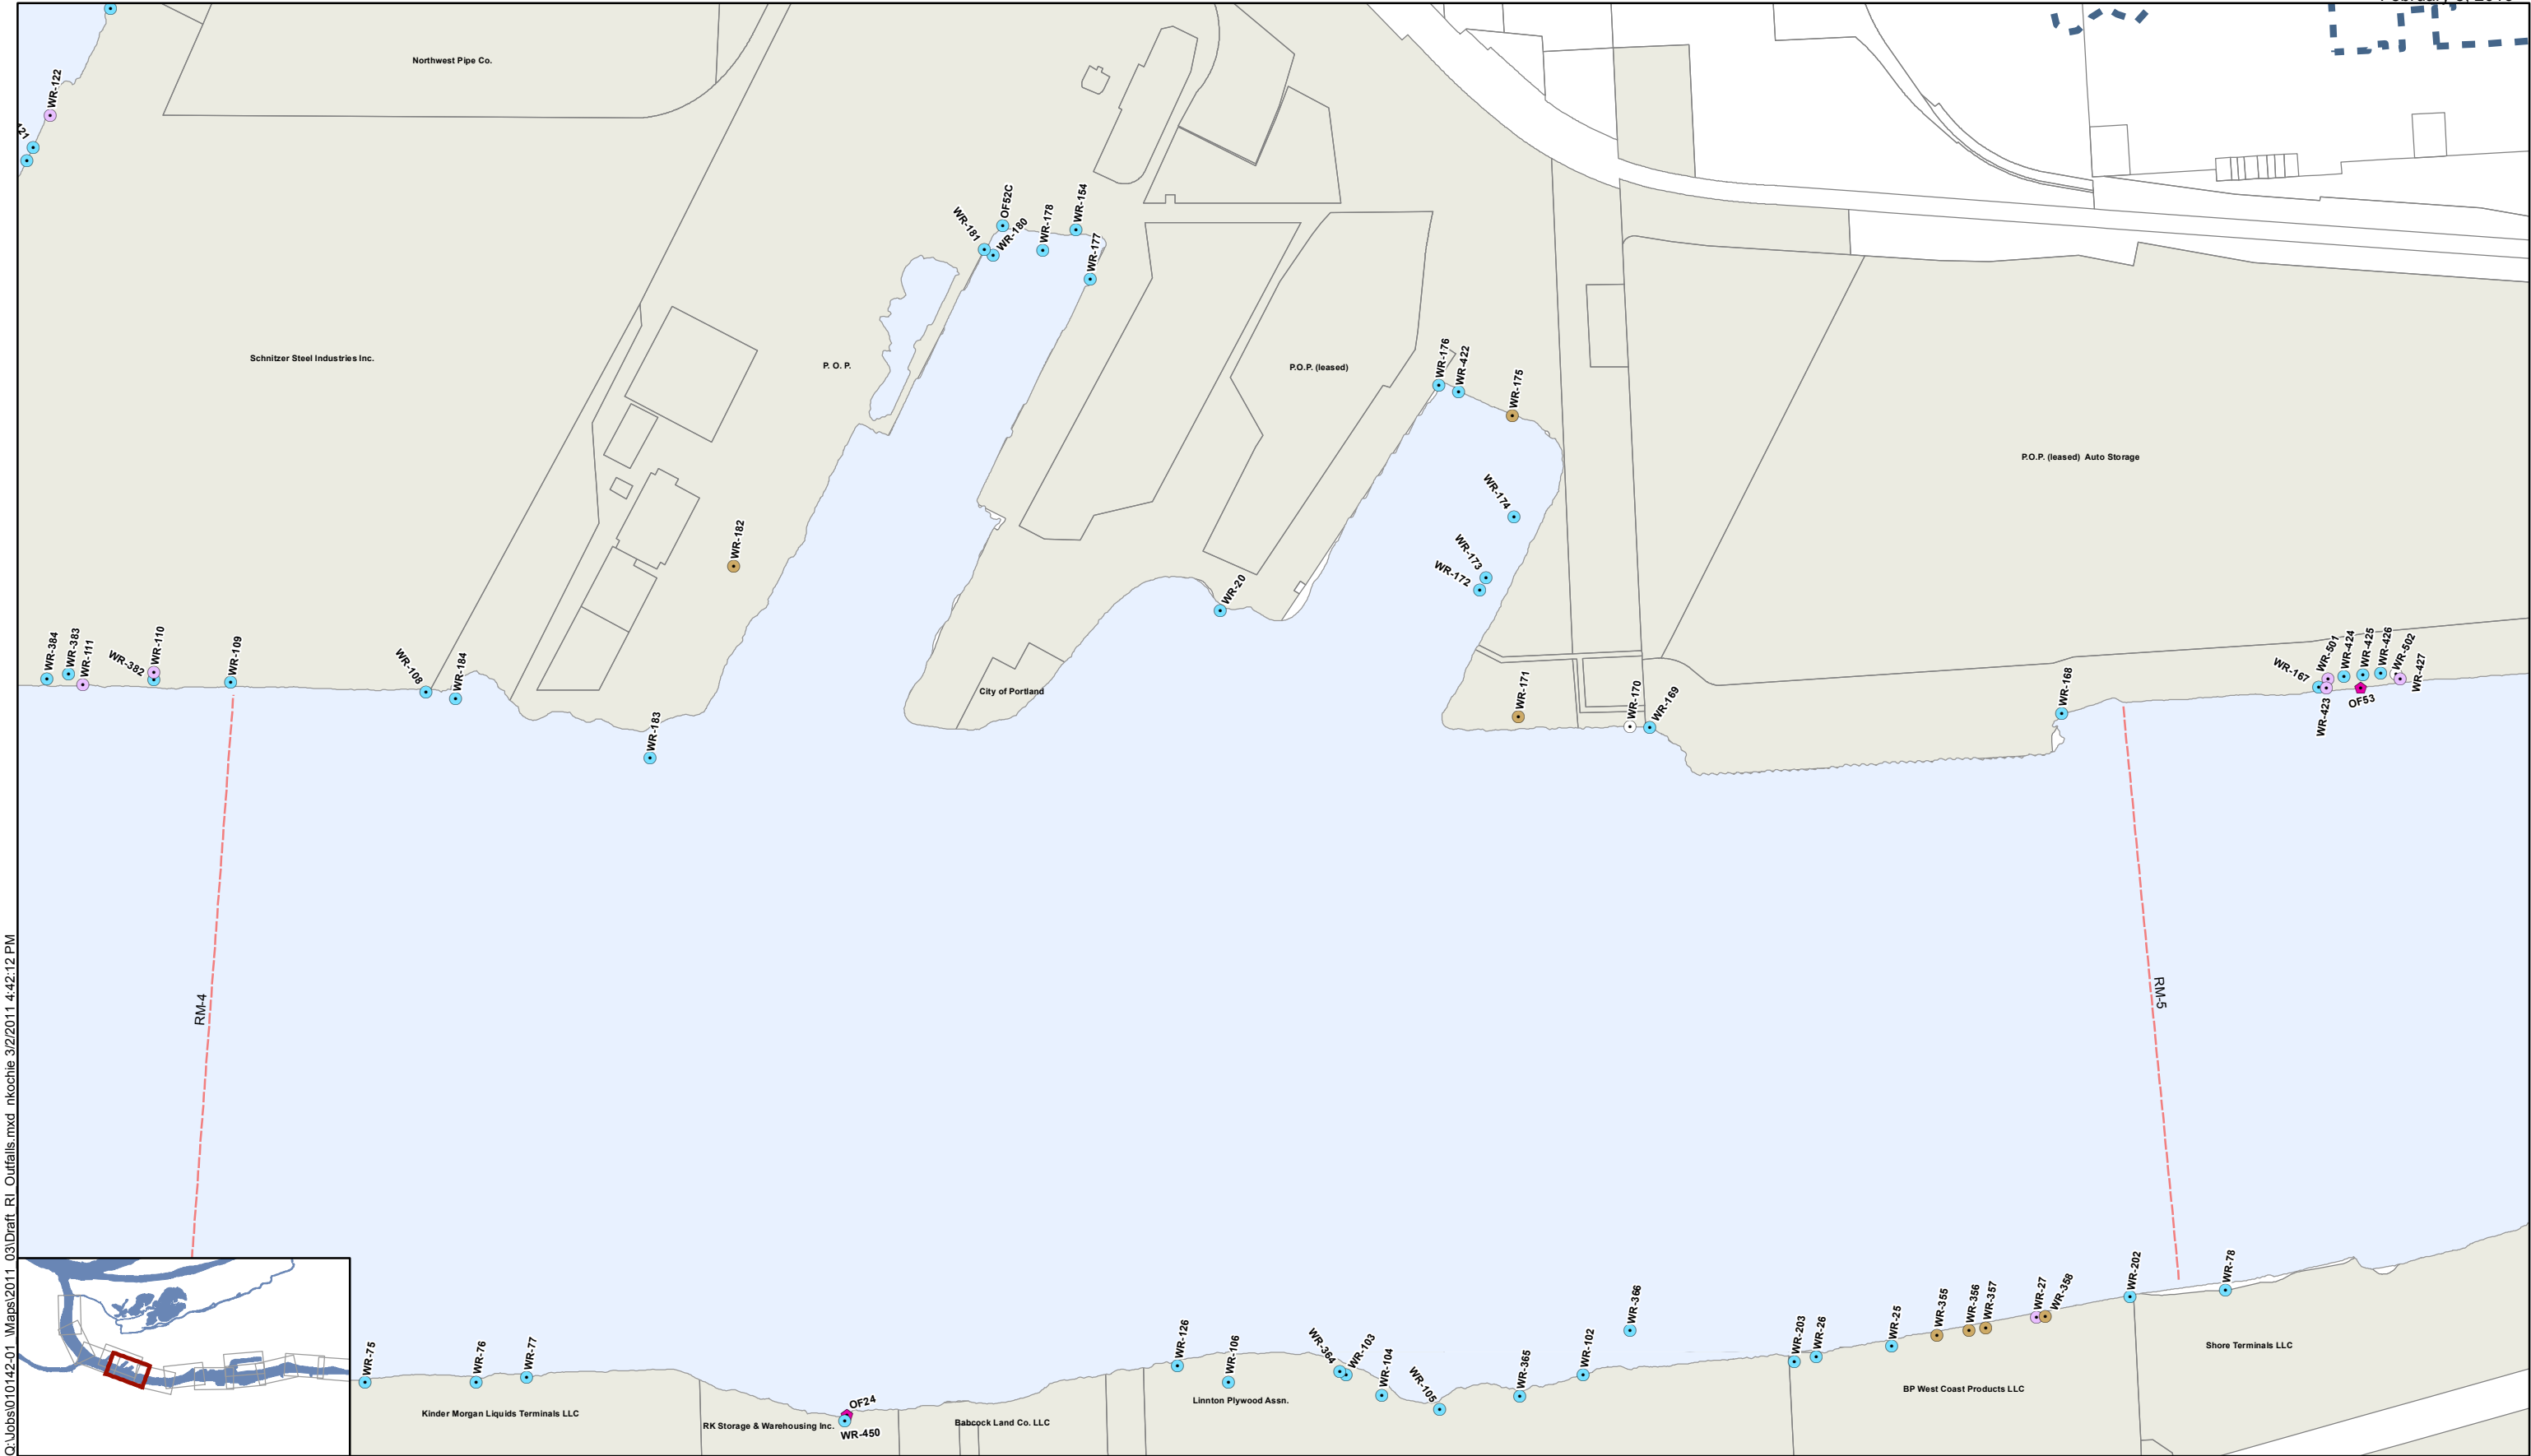 Northwest Pipe Co.
WR-122
121
WR-181
OF52C
WR-180
WR-178
WR-154
WR-177
Schnitzer Steel Industries Inc.
P. O. P.
P.O.P. (leased)
WR-176
WR-422
WR-175
P.O.P. (leased) Auto Storage
WR-174
WR-173
WR-172
WR-182
WR-20
WR-384
WR-383
WR-111
WR-382
WR-110
WR-109
WR-108
WR-184
WR-183
City of Portland
WR-171
WR-170
WR-169
WR-168
WR-167
WR-501
WR-424
WR-425
WR-426
WR-502
WR-427
WR-423
OF53
RM-4
RM-5
Q:\Jobs\010142-01 \Maps\2011_03\Draft_RI_Outfalls.mxd nkochie 3/2/2011 4:42:12 PM
WR-75
WR-76
WR-77
Kinder Morgan Liquids Terminals LLC
RK Storage & Warehousing Inc.
OF24
WR-450
Babcock Land Co. LLC
WR-126
WR-106
Linnton Plywood Assn.
WR-364
WR-103
WR-104
WR-105
WR-365
WR-102
WR-366
WR-203
WR-26
WR-25
WR-355
WR-356
WR-357
WR-27
WR-358
BP West Coast Products LLC
WR-202
WR-78
Shore Terminals LLC